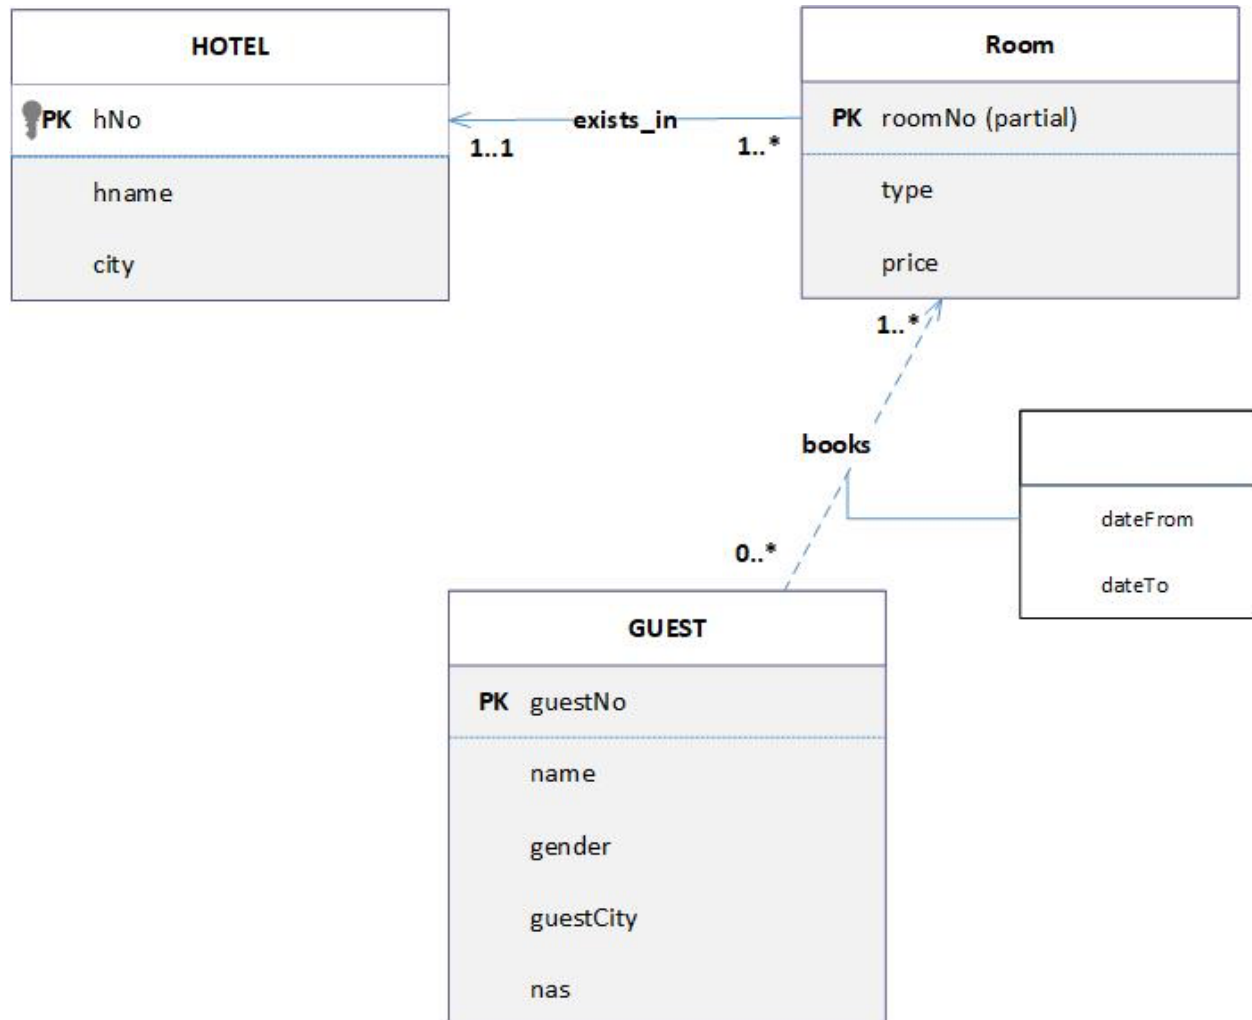 HOTEL
PK hNo
hname
city
exists_in
1..1
1..*
Room
PK roomNo (partial)
type
price
1..*
books
0..*
dateFrom
dateTo
GUEST
PK guestNo
name
gender
guestCity
nas